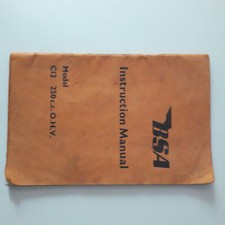 BSA
Instruction Manual
Model
C12 250 c.c. O.H.V.